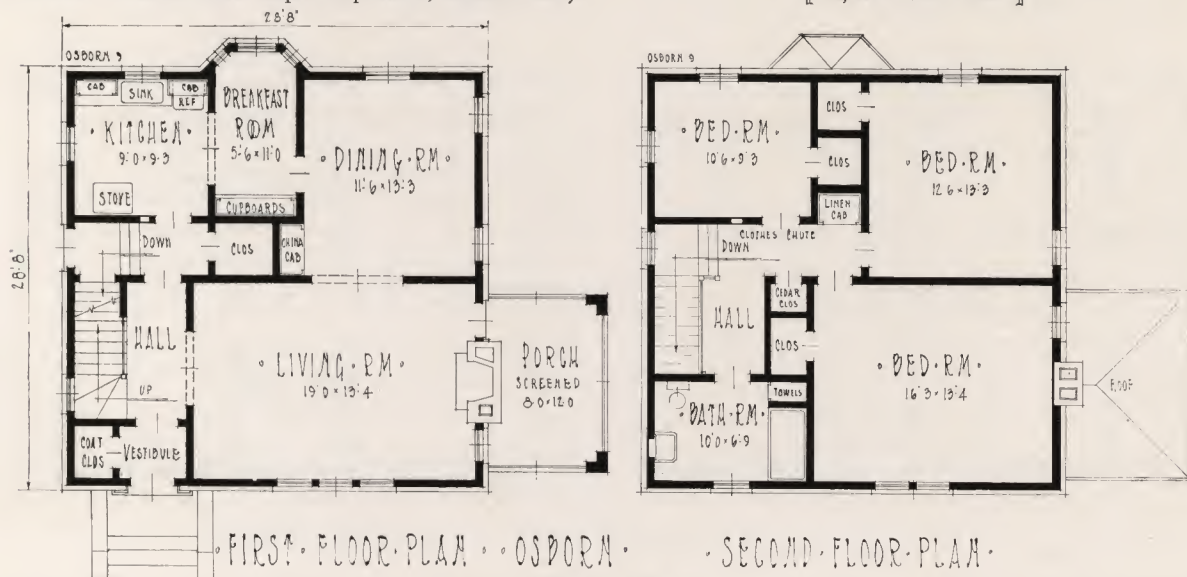 28'8"
OSBORN 9
CAB
SINK
CAB
REF
· KITCHEN ·
9'·0 × 9·3
STOVE
BREAKFAST
ROOM
5'·6 × 11·0
CUPBOARDS
· DINING · RM ·
11'·6 × 13'·3
28'8"
DOWN
CLOS
CHINA
CAB
HALL
UP
· LIVING · RM ·
19'0 × 13'·4
PORCH
SCREENED
8·0 × 12·0
COAT
CLOS
VESTIBULE
· FIRST · FLOOR · PLAN · · OSBORN ·
OSBORN 9
· BED · RM ·
10'6 × 9'3
CLOS
CLOS
LINEN
CAB
· BED · RM ·
12'6 × 13'·3
CLOTHES CHUTE
DOWN
CEDAR
CLOS
HALL
CLOS
· BED · RM ·
16'·3 × 13'·4
ROOF
TOWELS
· BATH · RM ·
10'·0 × 6'·9
· SECOND · FLOOR · PLAN ·